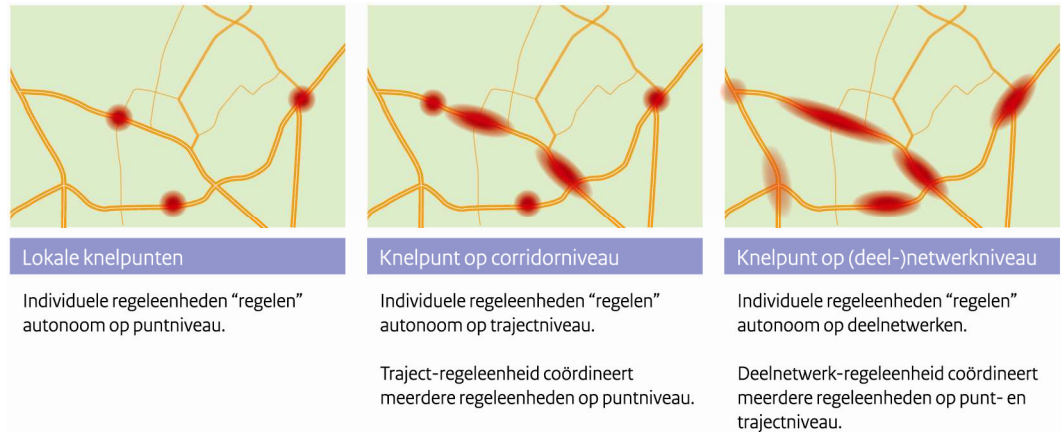 Lokale knelpunten
Individuele regeleenheden “regelen”
autonoom op puntniveau.
Knelpunt op corridorniveau
Individuele regeleenheden “regelen”
autonoom op trajectniveau.
Traject-regeleenheid coördineert
meerdere regeleenheden op puntniveau.
Knelpunt op (deel-)netwerkniveau
Individuele regeleenheden “regelen”
autonoom op deelnetwerken.
Deelnetwerk-regeleenheid coördineert
meerdere regeleenheden op punt- en
trajectniveau.